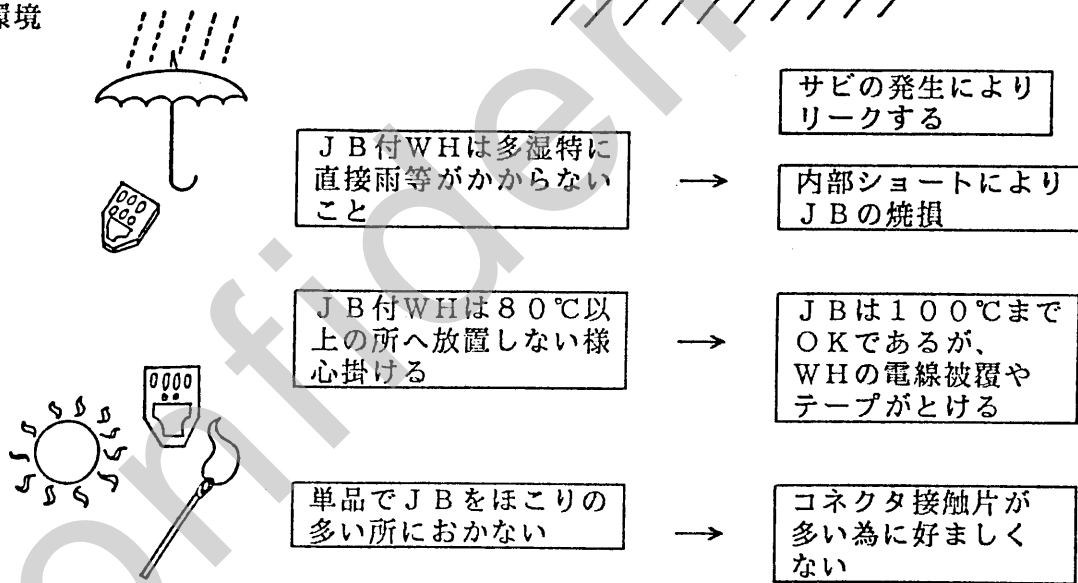 環境
JB付WHは多湿特に
直接雨等がかからない
こと
→
サビの発生により
リークする
内部ショートにより
JBの焼損
JB付WHは80℃以
上の所へ放置しない様
心掛ける
→
JBは100℃まで
OKであるが、
WHの電線被覆や
テープがとける
単品でJBをほこりの
多い所におかない
→
コネクタ接触片が
多い為に好ましく
ない
onfiden